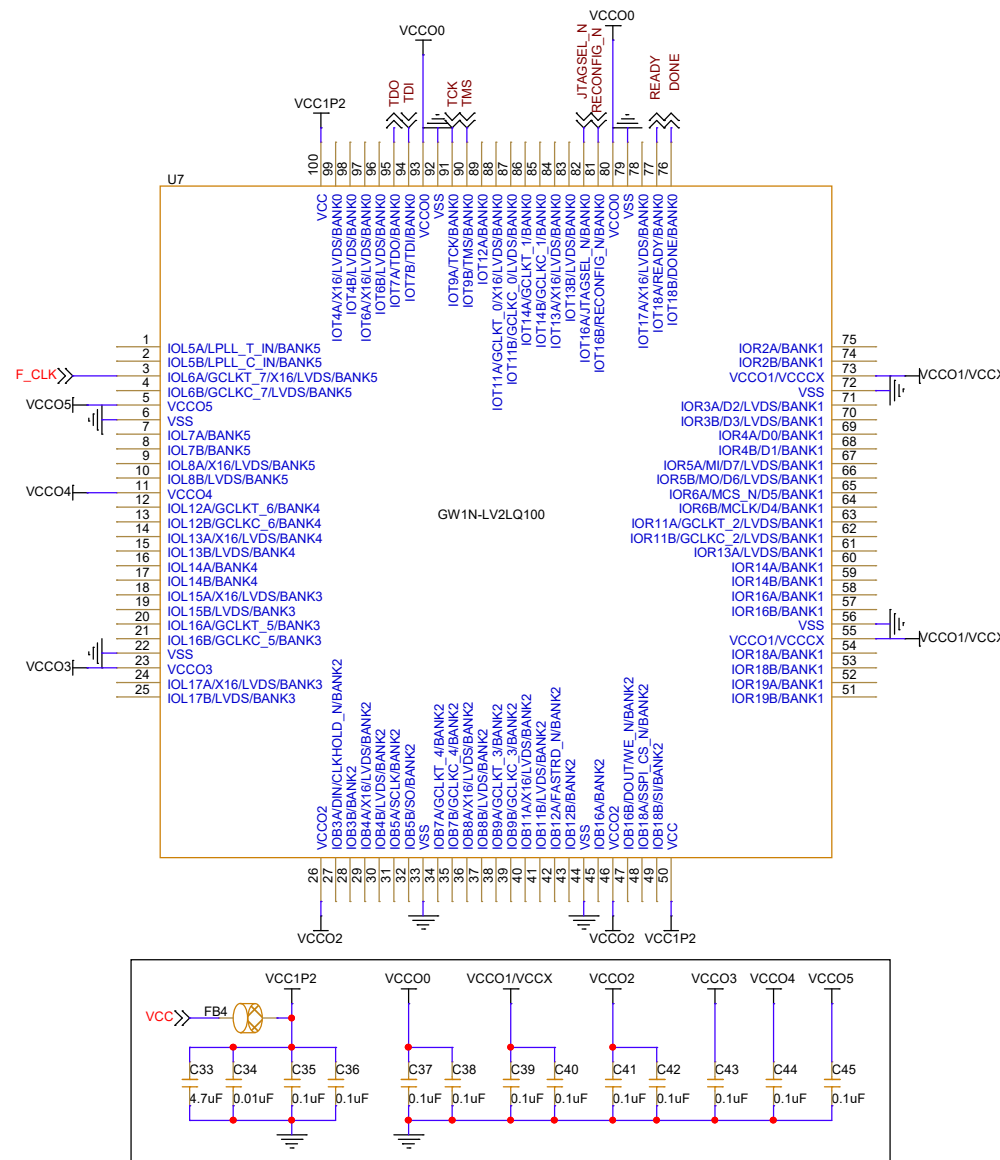 VCCO0
VCCO0
VCC1P2
TDO
TDI
TCK
TMS
JTAGSEL_N
RECONFIG_N
READY
DONE
U7
100
99
98
97
96
95
94
93
92
91
90
89
88
87
86
85
84
83
82
81
80
79
78
77
76
VCC
IOT4A/X16/LVDS/BANK0
IOT4B/LVDS/BANK0
IOT6A/X16/LVDS/BANK0
IOT6B/LVDS/BANK0
IOT7A/TDO/BANK0
IOT7B/TDI/BANK0
VCCO0
VSS
IOT9A/TCK/BANK0
IOT9B/TMS/BANK0
IOT12A/BANK0
IOT11A/GCLKT_0/X16/LVDS/BANK0
IOT11B/GCLKC_0/LVDS/BANK0
IOT14A/GCLKT_1/BANK0
IOT14B/GCLKC_1/BANK0
IOT13A/X16/LVDS/BANK0
IOT13B/LVDS/BANK0
IOT16A/JTAGSEL_N/BANK0
IOT16B/RECONFIG_N/BANK0
VCCO0
VSS
IOT17A/X16/LVDS/BANK0
IOT18A/READY/BANK0
IOT18B/DONE/BANK0
F_CLK
VCCO5
VCCO4
VCCO3
1 IOL5A/LPLL_T_IN/BANK5
2 IOL5B/LPLL_C_IN/BANK5
3 IOL6A/GCLKT_7/X16/LVDS/BANK5
4 IOL6B/GCLKC_7/LVDS/BANK5
5 VCCO5
6 VSS
7 IOL7A/BANK5
8 IOL7B/BANK5
9 IOL8A/X16/LVDS/BANK5
10 IOL8B/LVDS/BANK5
11 VCCO4
12 IOL12A/GCLKT_6/BANK4
13 IOL12B/GCLKC_6/BANK4
14 IOL13A/X16/LVDS/BANK4
15 IOL13B/LVDS/BANK4
16 IOL14A/BANK4
17 IOL14B/BANK4
18 IOL15A/X16/LVDS/BANK3
19 IOL15B/LVDS/BANK3
20 IOL16A/GCLKT_5/BANK3
21 IOL16B/GCLKC_5/BANK3
22 VSS
23 VCCO3
24 IOL17A/X16/LVDS/BANK3
25 IOL17B/LVDS/BANK3
GW1N-LV2LQ100
IOR2A/BANK1 75
IOR2B/BANK1 74
VCCO1/VCCCX 73
VSS 72
IOR3A/D2/LVDS/BANK1 71
IOR3B/D3/LVDS/BANK1 70
IOR4A/D0/BANK1 69
IOR4B/D1/BANK1 68
IOR5A/MI/D7/LVDS/BANK1 67
IOR5B/MO/D6/LVDS/BANK1 66
IOR6A/MCS_N/D5/BANK1 65
IOR6B/MCLK/D4/BANK1 64
IOR11A/GCLKT_2/LVDS/BANK1 63
IOR11B/GCLKC_2/LVDS/BANK1 62
IOR13A/LVDS/BANK1 61
IOR14A/BANK1 60
IOR14B/BANK1 59
IOR16A/BANK1 58
IOR16B/BANK1 57
VSS 56
VCCO1/VCCCX 55
IOR18A/BANK1 54
IOR18B/BANK1 53
IOR19A/BANK1 52
IOR19B/BANK1 51
VCCO1/VCCX
VCCO1/VCCX
VCCO2
IOB3A/DIN/CLKHOLD_N/BANK2
IOB3B/BANK2
IOB4A/X16/LVDS/BANK2
IOB4B/LVDS/BANK2
IOB5A/SCLK/BANK2
IOB5B/SO/BANK2
VSS
IOB7A/GCLKT_4/BANK2
IOB7B/GCLKC_4/BANK2
IOB8A/X16/LVDS/BANK2
IOB8B/LVDS/BANK2
IOB9A/GCLKT_3/BANK2
IOB9B/GCLKC_3/BANK2
IOB11A/X16/LVDS/BANK2
IOB11B/LVDS/BANK2
IOB12A/FASTRD_N/BANK2
IOB12B/BANK2
VSS
IOB16A/BANK2
VCCO2
IOB16B/DOUT/WE_N/BANK2
IOB18A/SSPI_CS_N/BANK2
IOB18B/SI/BANK2
VCC
26
27
28
29
30
31
32
33
34
35
36
37
38
39
40
41
42
43
44
45
46
47
48
49
50
VCCO2
VCCO2
VCC1P2
VCC1P2
VCCO0
VCCO1/VCCX
VCCO2
VCCO3
VCCO4
VCCO5
VCC
FB4
C33
C34
C35
C36
C37
C38
C39
C40
C41
C42
C43
C44
C45
4.7uF
0.01uF
0.1uF
0.1uF
0.1uF
0.1uF
0.1uF
0.1uF
0.1uF
0.1uF
0.1uF
0.1uF
0.1uF